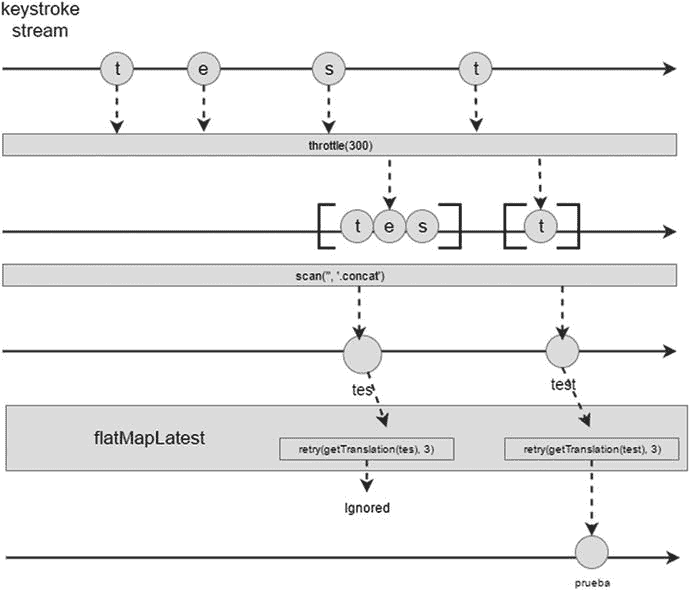 keystroke
stream
t e s t
throttle(300)
[ t e s ] [ t ]
scan('', '.concat')
tes test
flatMapLatest
retry(getTranslation(tes), 3) retry(getTranslation(test), 3)
Ignored
prueba